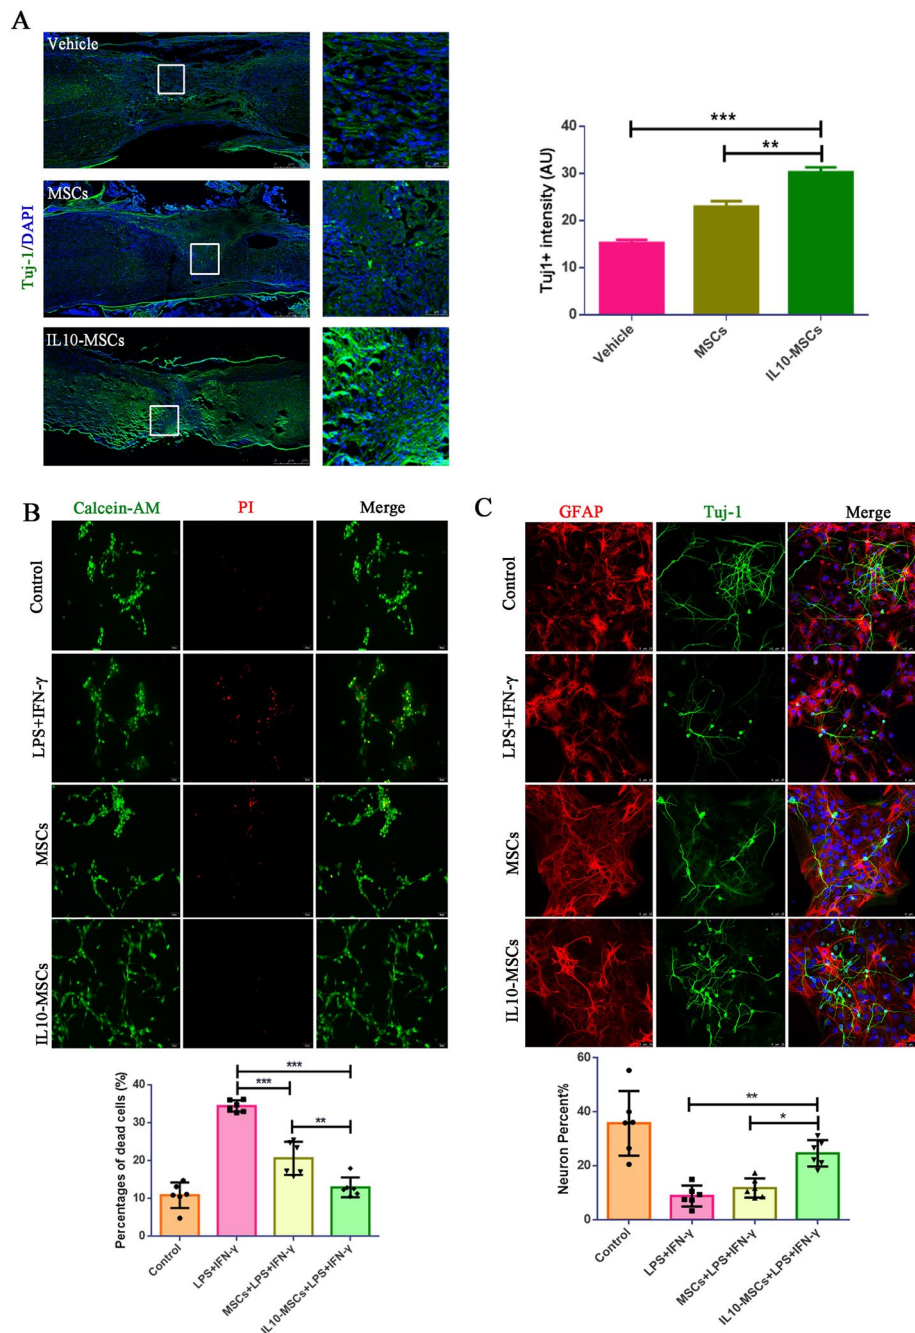 A
Vehicle
MSCs
IL10-MSCs
Tuj-1/DAPI
Tuj1+ intensity (AU)
40
30
20
10
0
***
**
Vehicle
MSCs
IL10-MSCs
B
Calcein-AM
PI
Merge
Control
LPS+IFN-γ
MSCs
IL10-MSCs
Percentages of dead cells (%)
40
30
20
10
0
***
***
**
Control
LPS+IFN-γ
MSCs+LPS+IFN-γ
IL10-MSCs+LPS+IFN-γ
C
GFAP
Tuj-1
Merge
Control
LPS+IFN-γ
MSCs
IL10-MSCs
Neuron Percent%
60
40
20
0
**
*
Control
LPS+IFN-γ
MSCs+LPS+IFN-γ
IL10-MSCs+LPS+IFN-γ